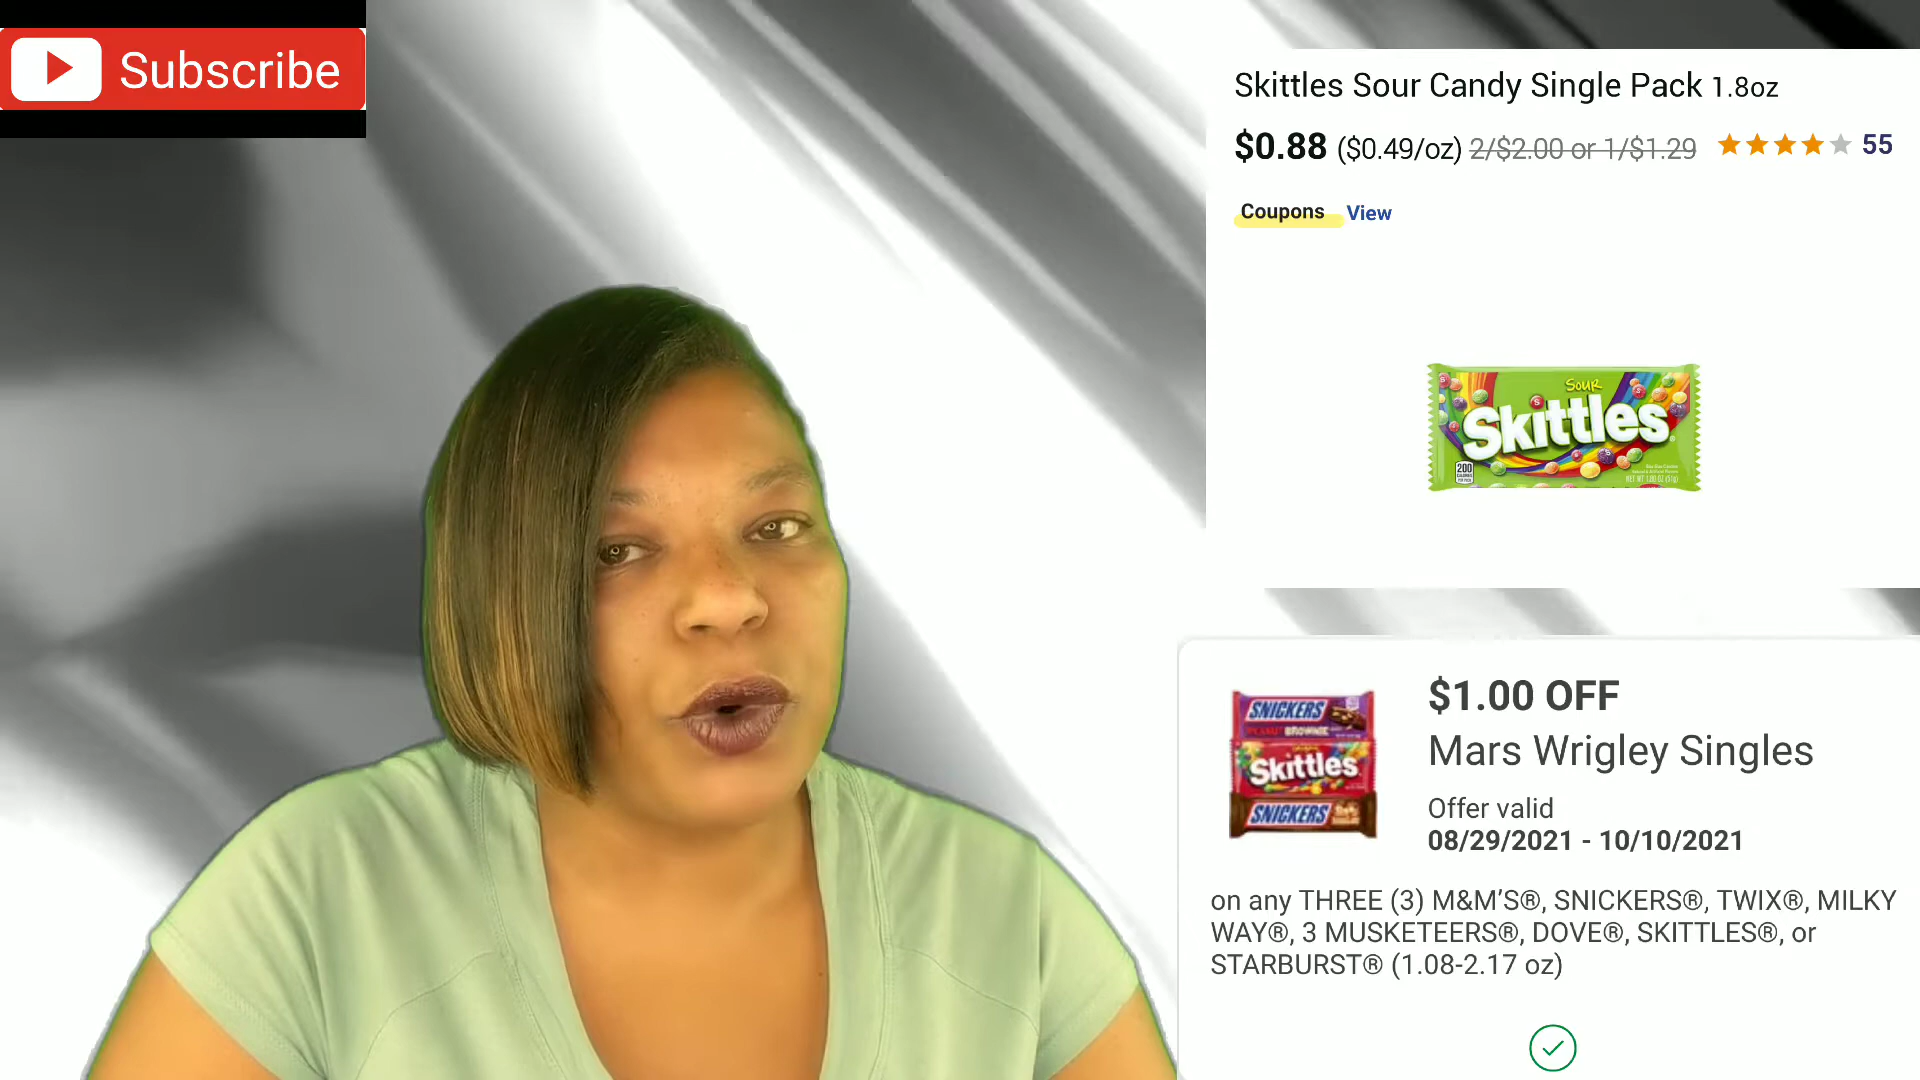 Subscribe
Skittles Sour Candy Single Pack 1.8oz
$0.88 ($0.49/oz) 2/$2.00 or 1/$1.29 55
Coupons View
SOUR
Skittles
200
$1.00 OFF
Mars Wrigley Singles
Offer valid
08/29/2021 - 10/10/2021
SNICKERS
BROWNIE
Skittles
SNICKERS
on any THREE (3) M&M’S®, SNICKERS®, TWIX®, MILKY
WAY®, 3 MUSKETEERS®, DOVE®, SKITTLES®, or
STARBURST® (1.08-2.17 oz)